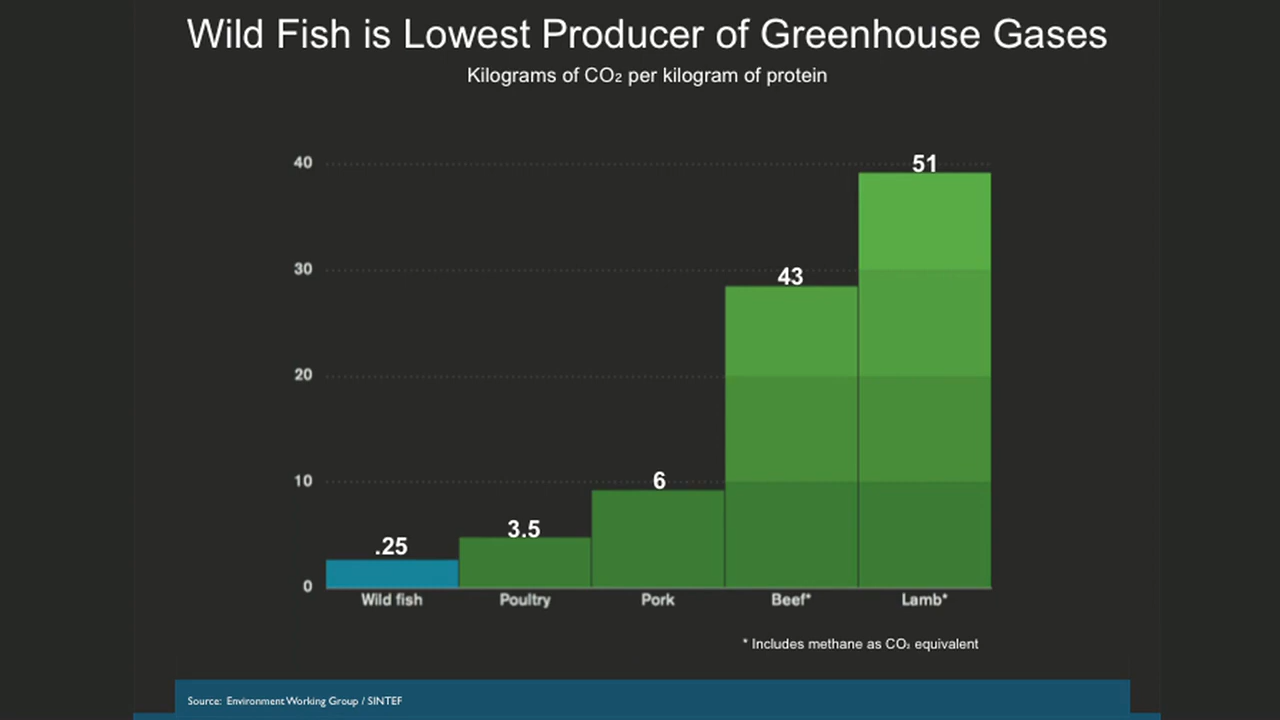 Wild Fish is Lowest Producer of Greenhouse Gases
Kilograms of CO₂ per kilogram of protein
40
51
30
43
20
10
6
3.5
.25
0
Wild fish Poultry Pork Beef* Lamb*
* Includes methane as CO₂ equivalent
Source: Environment Working Group / SINTEF